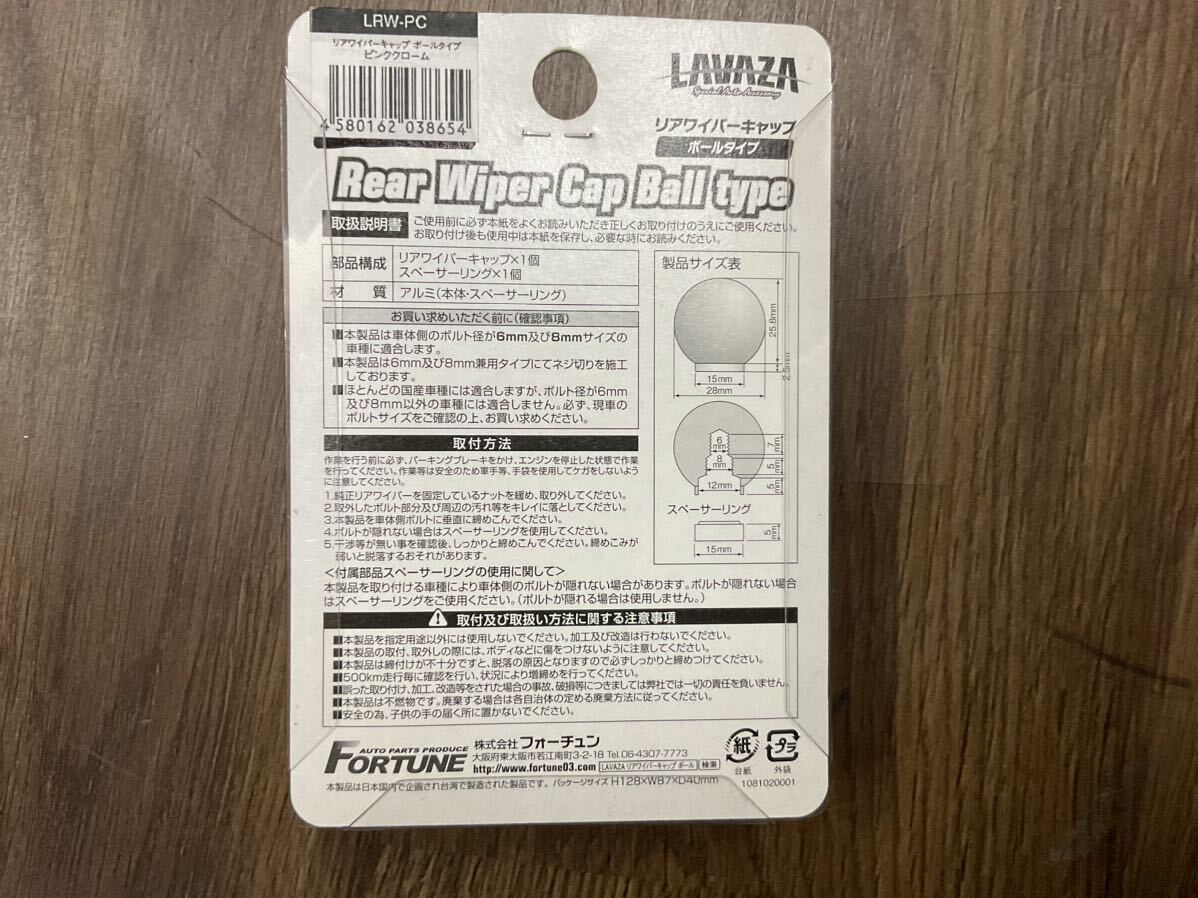 LRW-PC
リアワイパーキャップ ボールタイプ
ピンククローム
4 580162 038654
LAVAZA
Special Auto Accessory
リアワイパーキャップ
ボールタイプ
Rear Wiper Cap Ball type
取扱説明書
ご使用前に必ず本紙をよくお読みいただき正しくお取り付けのうえにご使用ください。
お取り付け後も使用中は本紙を保存し、必要な時にお読みください。
部品構成
リアワイパーキャップ×1個
スペーサーリング×1個
材 質
アルミ(本体・スペーサーリング)
お買い求めいただく前に(確認事項)
■本製品は車体側のボルト径が6mm及び8mmサイズの
車種に適合します。
■本製品は6mm及び8mm兼用タイプにてネジ切りを施工
しております。
■ほとんどの国産車種には適合しますが、ボルト径が6mm
及び8mm以外の車種には適合しません。必ず、現車の
ボルトサイズをご確認の上、お買い求めください。
製品サイズ表
25.8mm
2.5mm
15mm
28mm
6
mm
8
mm
12mm
7
mm
5
mm
5
mm
スペーサーリング
5
mm
15mm
取付方法
作業を行う前に必ず、パーキングブレーキをかけ、エンジンを停止した状態で作業
を行ってください。作業等は安全のため軍手等、手袋を使用してケガをしないよう
に注意してください。
1.純正リアワイパーを固定しているナットを緩め、取り外してください。
2.取外したボルト部分及び周辺の汚れ等をキレイに落としてください。
3.本製品を車体側ボルトに垂直に締めこんでください。
4.ボルトが隠れない場合はスペーサーリングを使用してください。
5.干渉等が無い事を確認後、しっかりと締めこんでください。締めこみが
弱いと脱落するおそれがあります。
<付属部品スペーサーリングの使用に関して>
本製品を取り付ける車種により車体側のボルトが隠れない場合があります。ボルトが隠れない場合
はスペーサーリングをご使用ください。(ボルトが隠れる場合は使用しません。)
取付及び取扱い方法に関する注意事項
■本製品を指定用途以外には使用しないでください。加工及び改造は行わないでください。
■本製品の取付、取外しの際には、ボディなどに傷をつけないように注意してください。
■本製品は締付けが不十分ですと、脱落の原因となりますので必ずしっかりと締めつけてください。
■500km走行毎に確認を行い、状況により増締めを行ってください。
■誤った取り付け、加工、改造等をされた場合の事故、破損等につきましては弊社では一切の責任を負いません。
■本製品は不燃物です。廃棄する場合は各自治体の定める廃棄方法に従ってください。
■安全の為、子供の手の届く所に置かないでください。
AUTO PARTS PRODUCE
FORTUNE
株式会社 フォーチュン
大阪府東大阪市若江南町3-2-18 Tel.06-4307-7773
http://www.fortune03.com LAVAZA リアワイパーキャップ ボール 検索
本製品は日本国内で企画され台湾で製造された製品です。 パッケージサイズ H128×W87×D40mm
紙
台紙
プラ
外袋
1081020001